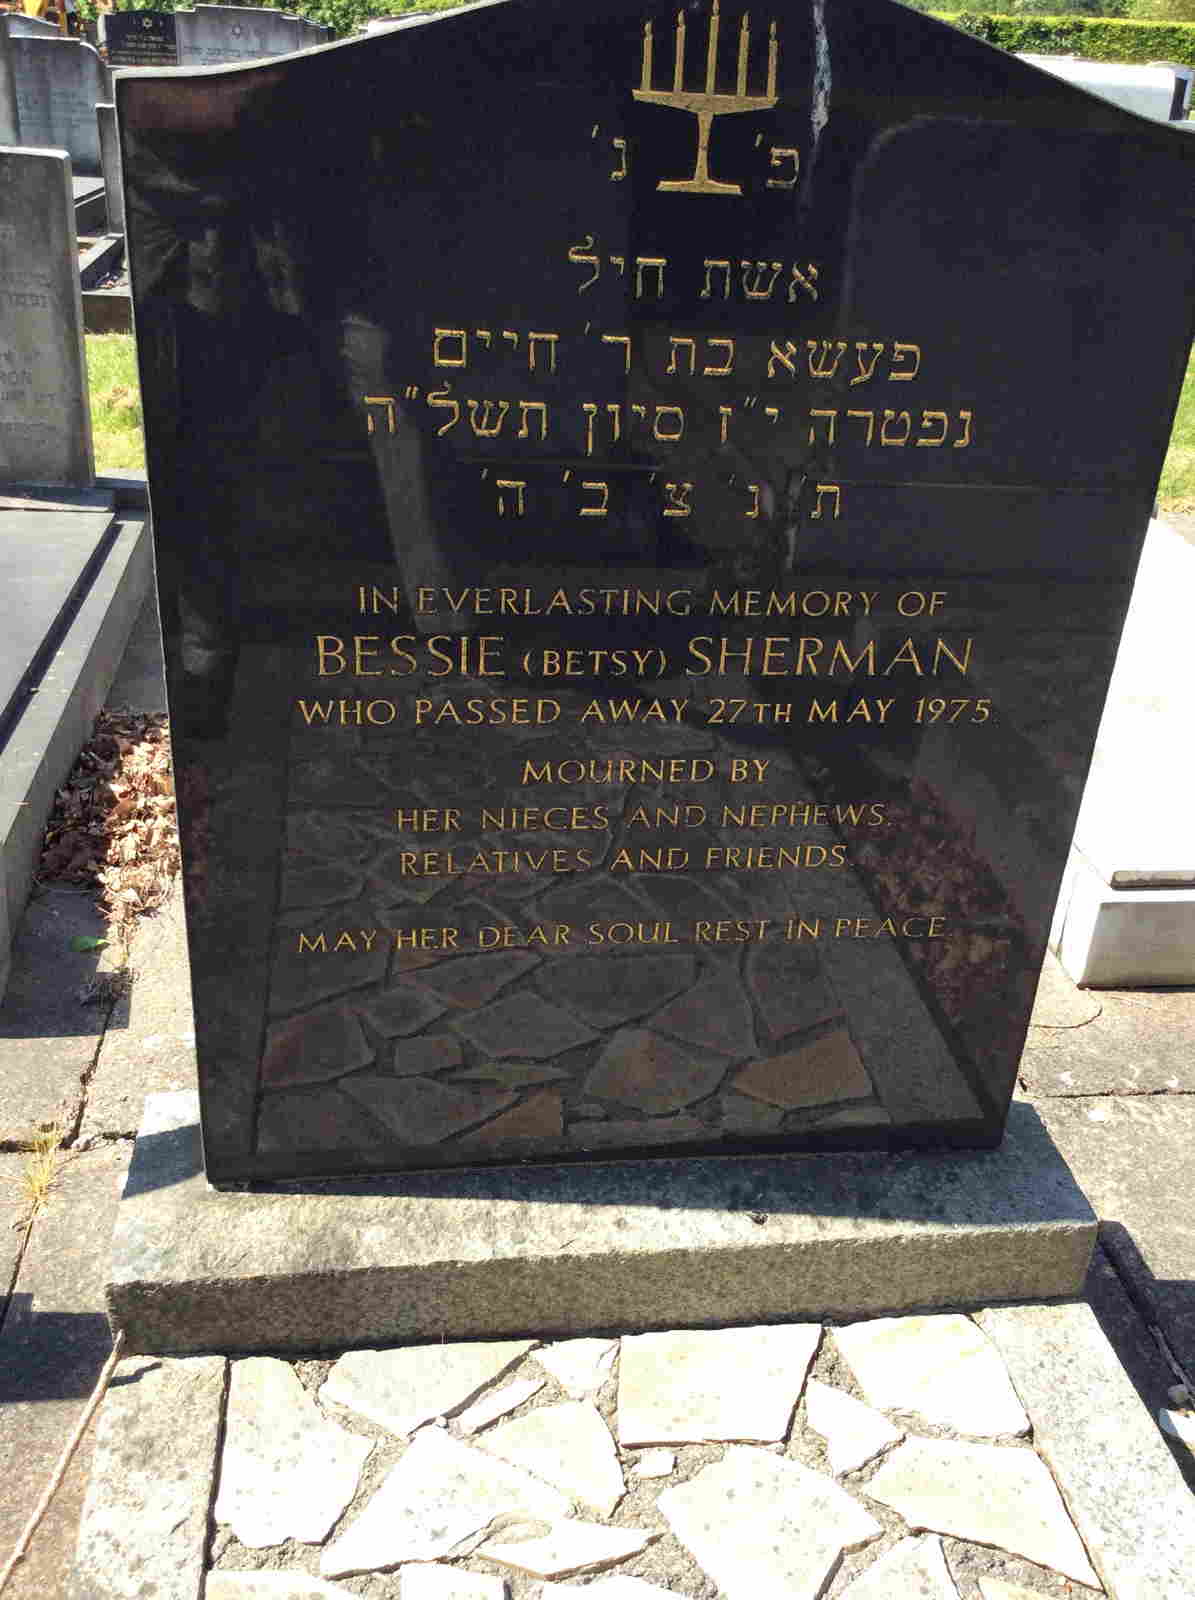 פ' נ'
אשת חיל
פעשא בת ר' חיים
נפטרה י"ז סיון תשל"ה
ת' נ' צ' ב' ה'
IN EVERLASTING MEMORY OF
BESSIE (BETSY) SHERMAN
WHO PASSED AWAY 27TH MAY 1975.
MOURNED BY
HER NIECES AND NEPHEWS.
RELATIVES AND FRIENDS.
MAY HER DEAR SOUL REST IN PEACE.